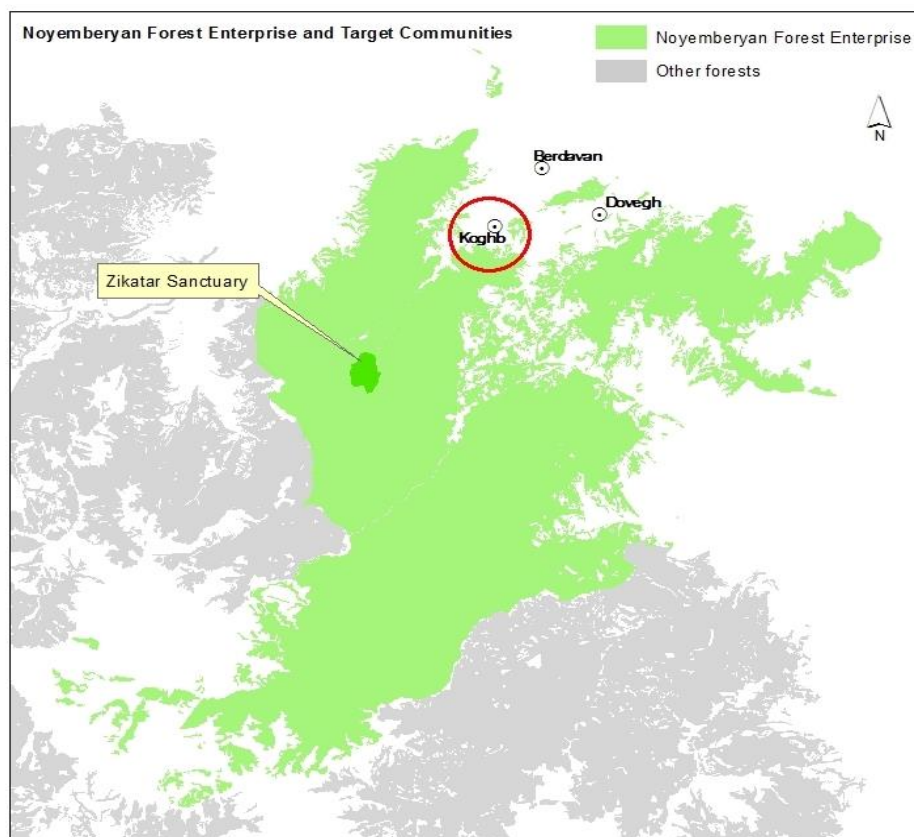 Noyemberyan Forest Enterprise and Target Communities
Noyemberyan Forest Enterprise
Other forests
N
Berdavan
Dovegh
Koghb
Zikatar Sanctuary